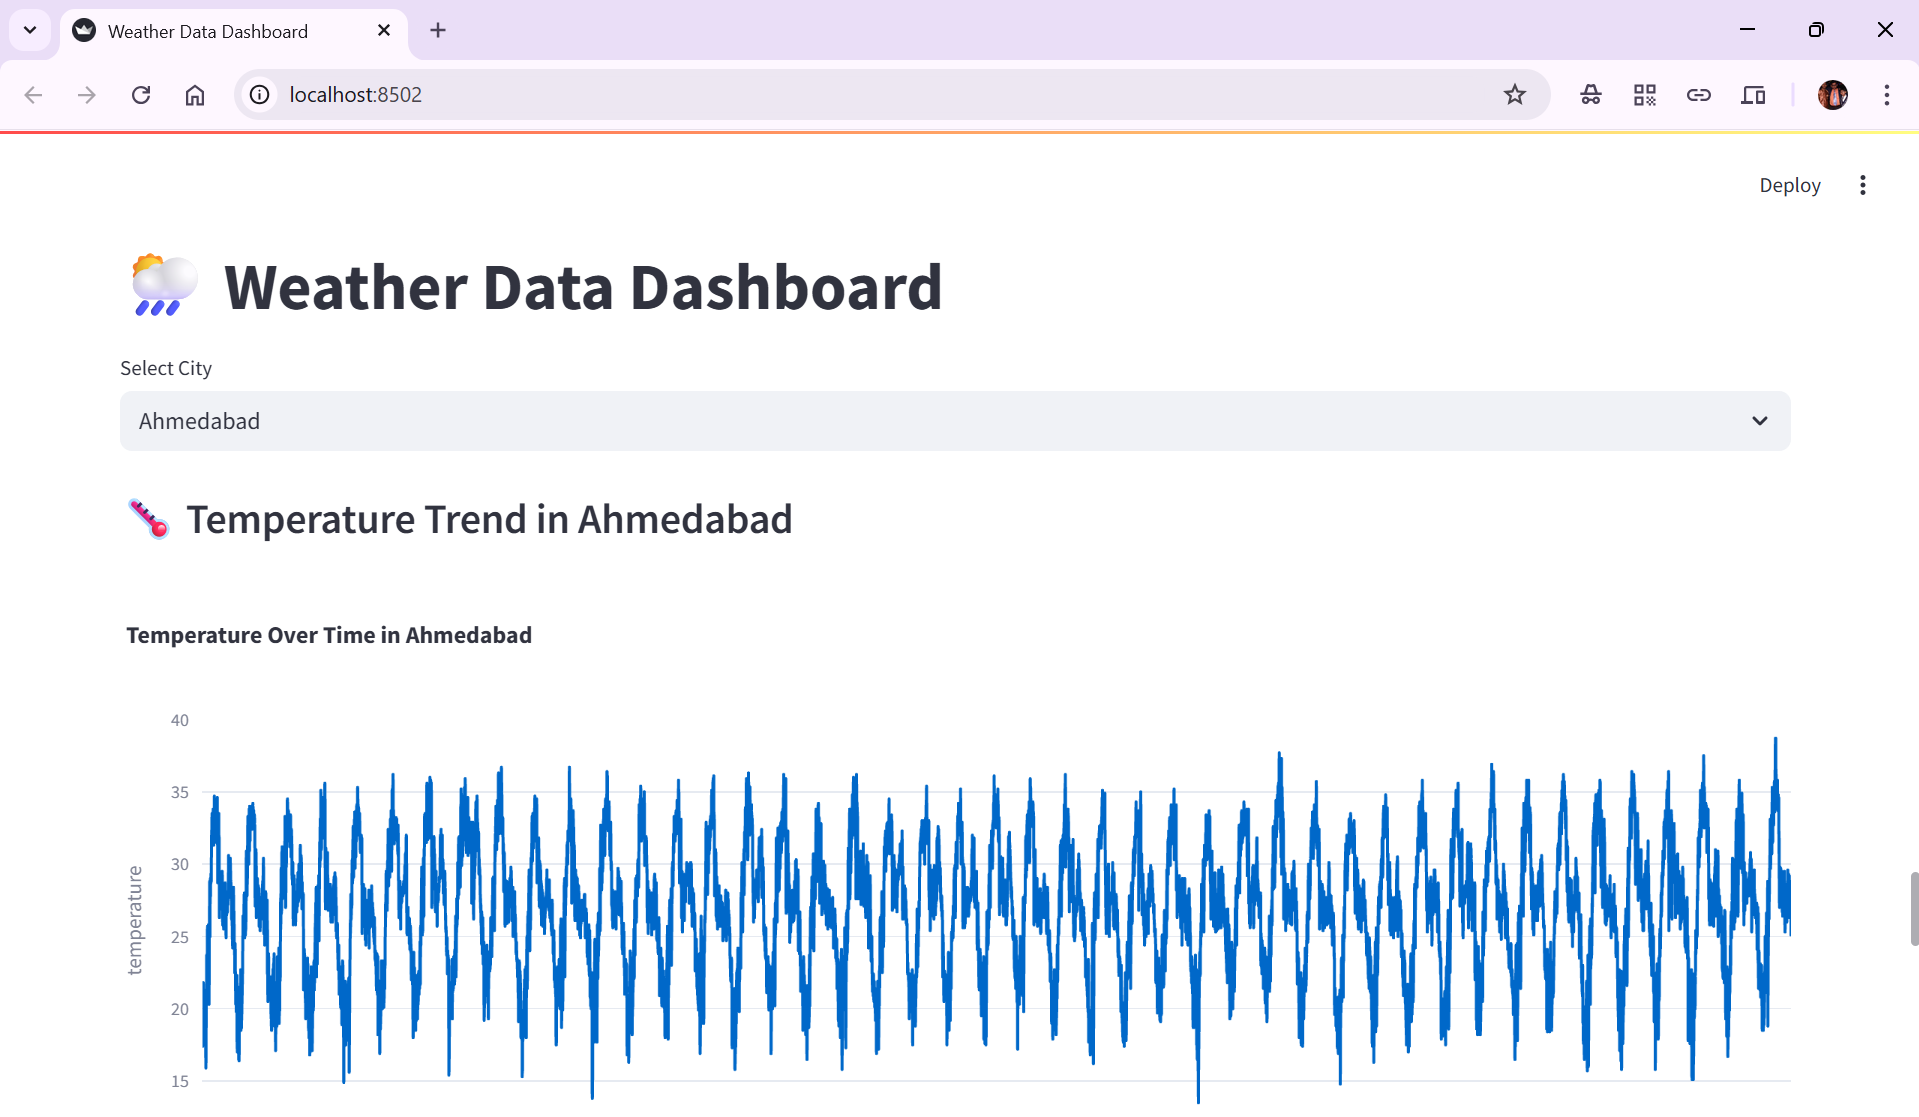 Weather Data Dashboard
localhost:8502
Deploy
Weather Data Dashboard
Select City
Ahmedabad
Temperature Trend in Ahmedabad
Temperature Over Time in Ahmedabad
40
35
30
25
20
15
temperature